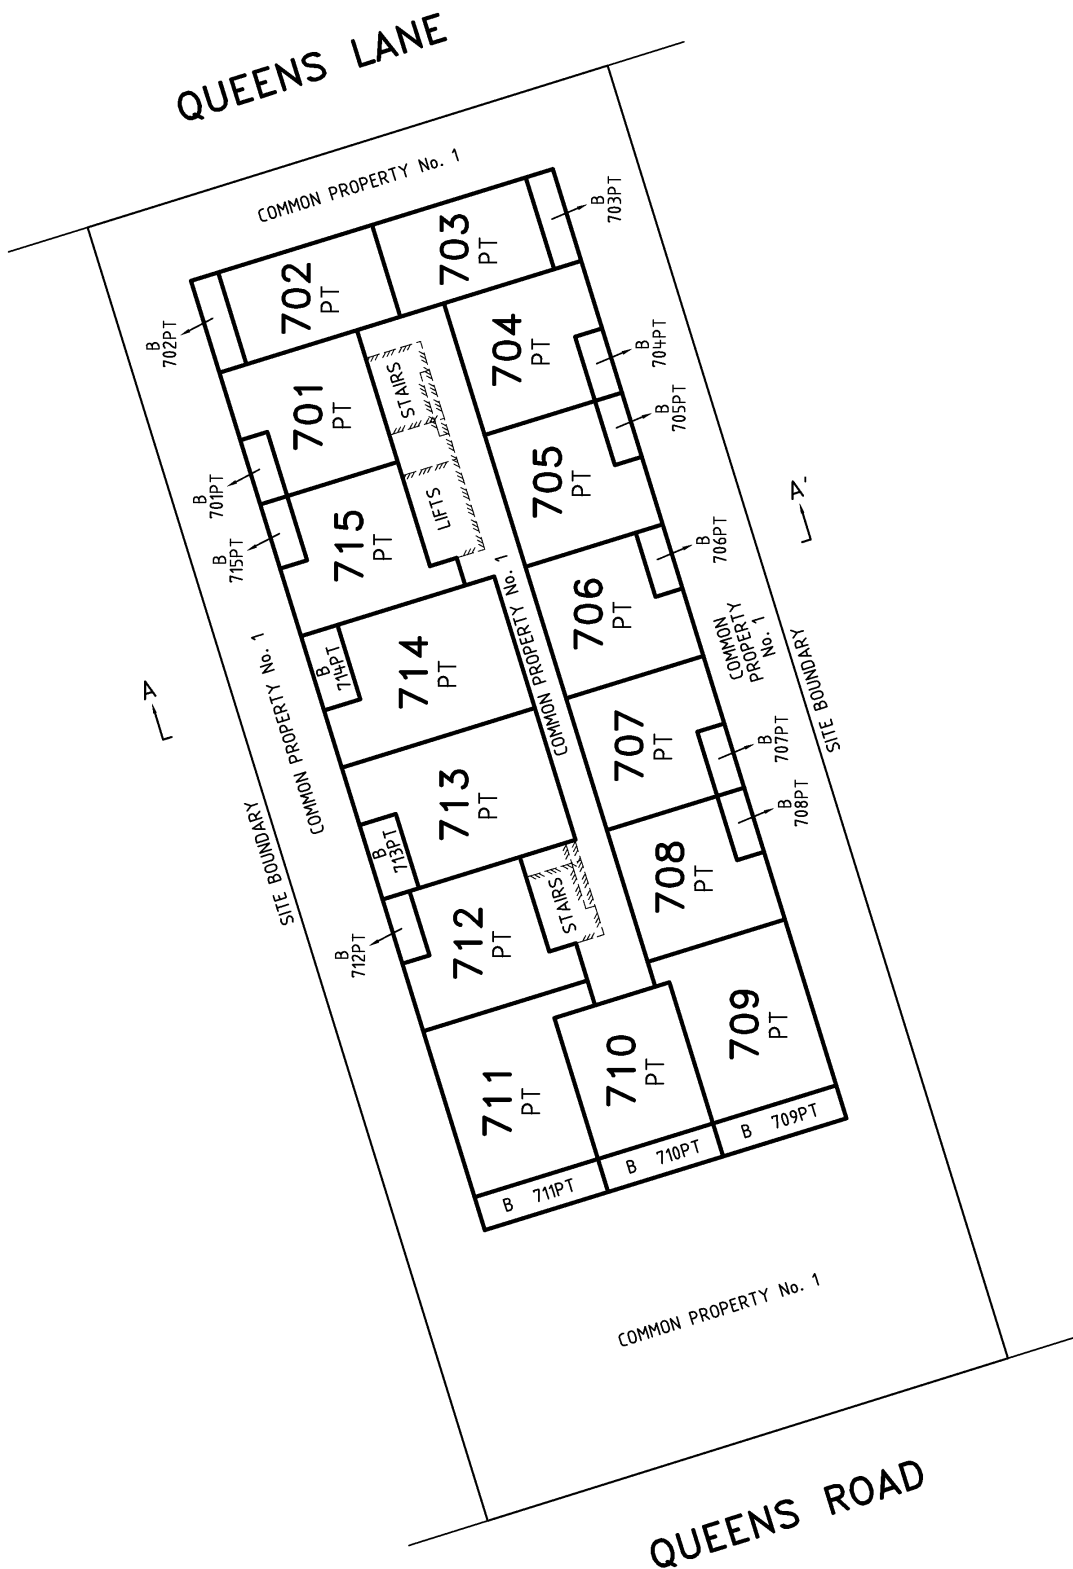 QUEENS LANE
COMMON PROPERTY No. 1
B
703PT
703
PT
702
PT
B
702PT
704
PT
B
704PT
STAIRS
701
PT
B
705PT
705
PT
B
701PT
LIFTS
A'
715
PT
B
715PT
B
706PT
706
PT
COMMON PROPERTY No. 1
COMMON
PROPERTY
No. 1
SITE BOUNDARY
714
PT
B
714PT
A
COMMON PROPERTY No. 1
707
PT
B
707PT
713
PT
B
708PT
SITE BOUNDARY
B
713PT
708
PT
STAIRS
712
PT
B
712PT
709
PT
710
PT
711
PT
B 709PT
B 710PT
B 711PT
COMMON PROPERTY No. 1
QUEENS ROAD